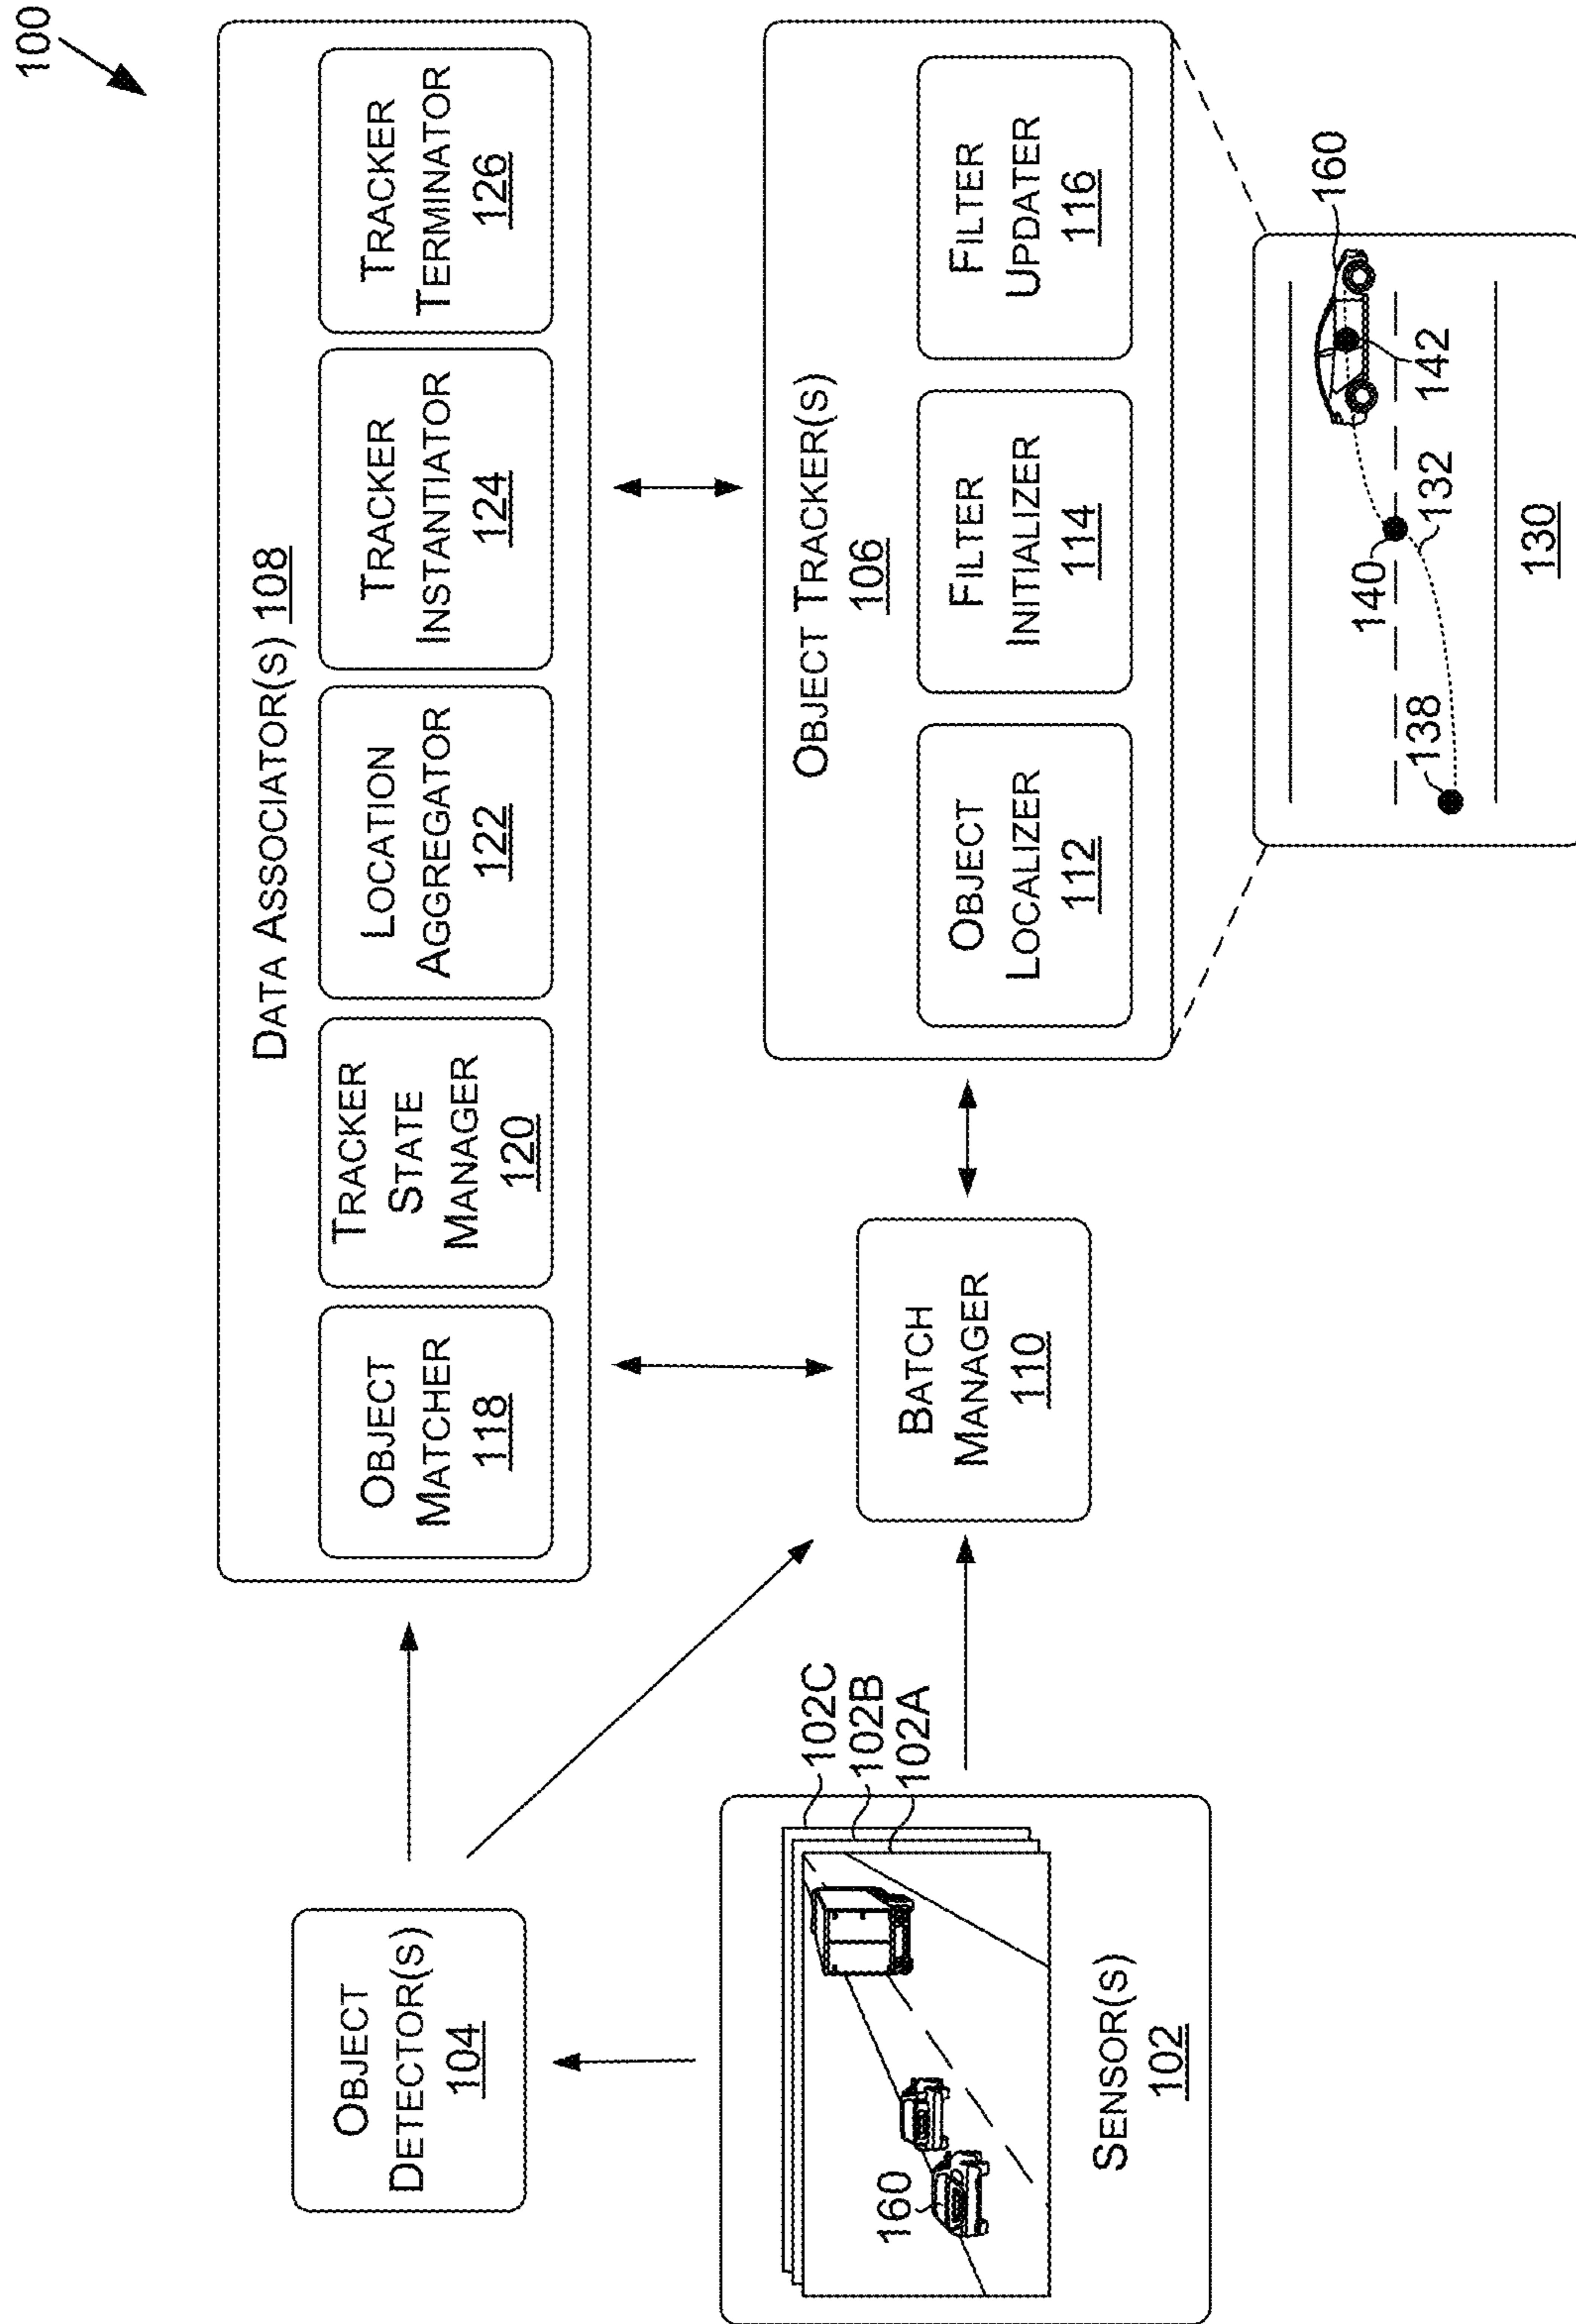 100
DATA ASSOCIATOR(S) 108
OBJECT
MATCHER
118
TRACKER
STATE
MANAGER
120
LOCATION
AGGREGATOR
122
TRACKER
INSTANTIATOR
124
TRACKER
TERMINATOR
126
OBJECT
DETECTOR(S)
104
BATCH
MANAGER
110
OBJECT TRACKER(S)
106
OBJECT
LOCALIZER
112
FILTER
INITIALIZER
114
FILTER
UPDATER
116
102C
102B
102A
160
SENSOR(S)
102
160
138
140
132
142
130